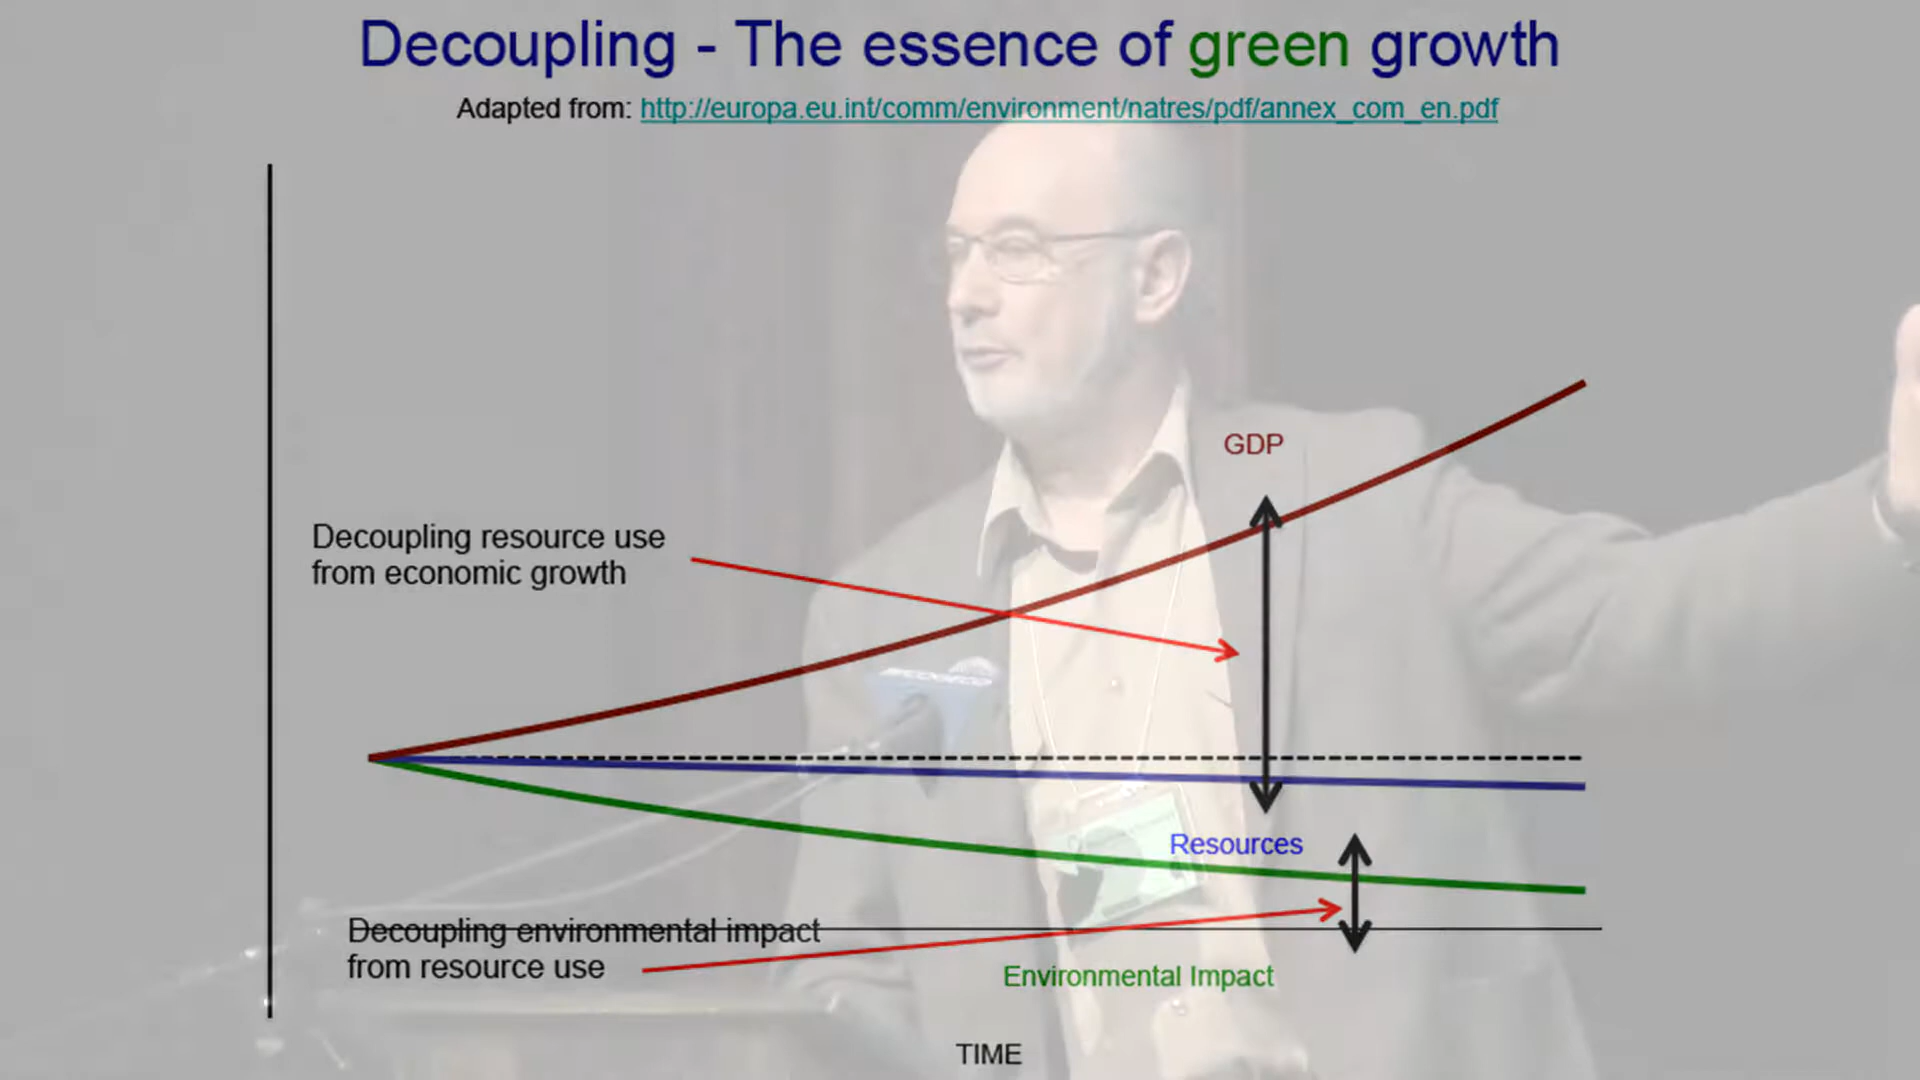 Decoupling - The essence of green growth
Adapted from: http://europa.eu.int/comm/environment/natres/pdf/annex_com_en.pdf
GDP
Decoupling resource use
from economic growth
Resources
Decoupling environmental impact
from resource use
Environmental Impact
TIME